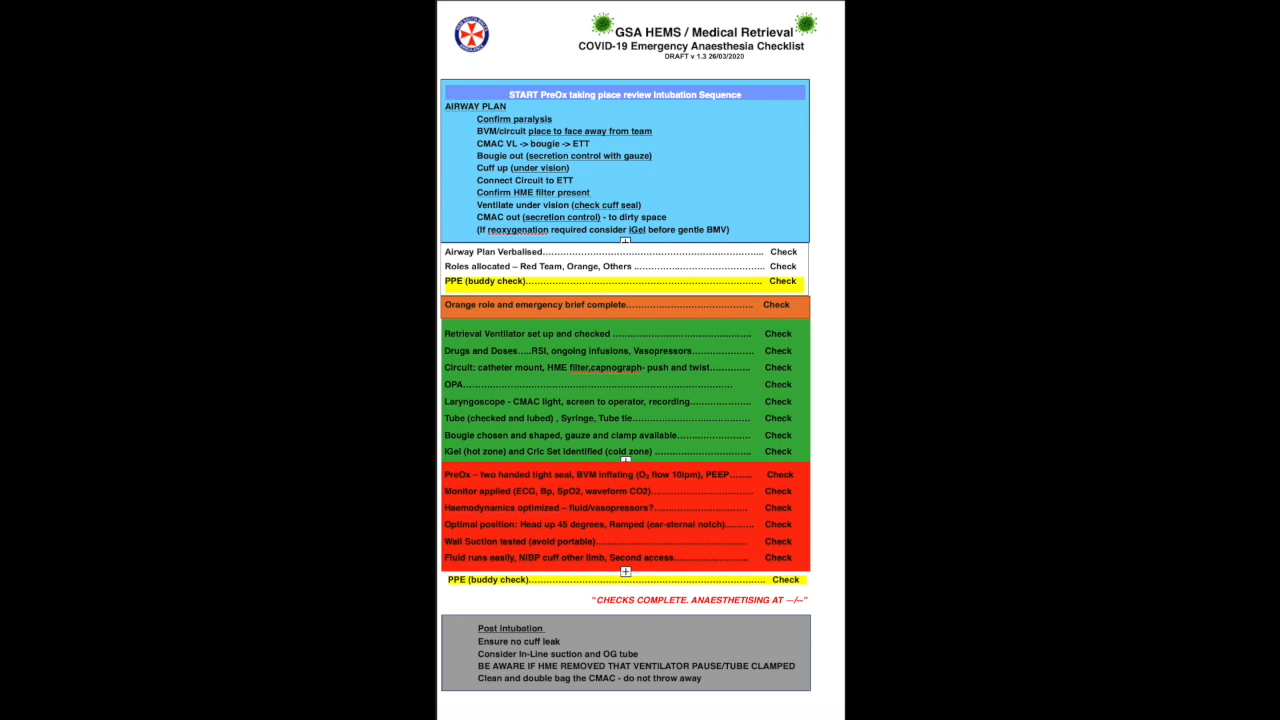 GSA HEMS / Medical Retrieval
COVID-19 Emergency Anaesthesia Checklist
DRAFT v 1.3 26/03/2020
START PreOx taking place review Intubation Sequence
AIRWAY PLAN
Confirm paralysis
BVM/circuit place to face away from team
CMAC VL -> bougie -> ETT
Bougie out (secretion control with gauze)
Cuff up (under vision)
Connect Circuit to ETT
Confirm HME filter present
Ventilate under vision (check cuff seal)
CMAC out (secretion control) - to dirty space
(If reoxygenation required consider iGel before gentle BMV)
Airway Plan Verbalised.................................................................. Check
Roles allocated – Red Team, Orange, Others ....................................... Check
PPE (buddy check)....................................................................... Check
Orange role and emergency brief complete...................................... Check
Retrieval Ventilator set up and checked .......................................... Check
Drugs and Doses.....RSI, ongoing infusions, Vasopressors................... Check
Circuit: catheter mount, HME filter,capnograph- push and twist............ Check
OPA................................................................................. Check
Laryngoscope - CMAC light, screen to operator, recording.................. Check
Tube (checked and lubed) , Syringe, Tube tie................................... Check
Bougie chosen and shaped, gauze and clamp available...................... Check
iGel (hot zone) and Cric Set identified (cold zone) ............................. Check
PreOx – two handed tight seal, BVM inflating (O₂ flow 10lpm), PEEP....... Check
Monitor applied (ECG, Bp, SpO2, waveform CO2).............................. Check
Haemodynamics optimized – fluid/vasopressors?............................ Check
Optimal position: Head up 45 degrees, Ramped (ear-sternal notch)......... Check
Wall Suction tested (avoid portable).............................................. Check
Fluid runs easily, NIBP cuff other limb, Second access....................... Check
PPE (buddy check)....................................................................... Check
“CHECKS COMPLETE. ANAESTHETISING AT --/--”
Post Intubation
Ensure no cuff leak
Consider In-Line suction and OG tube
BE AWARE IF HME REMOVED THAT VENTILATOR PAUSE/TUBE CLAMPED
Clean and double bag the CMAC - do not throw away